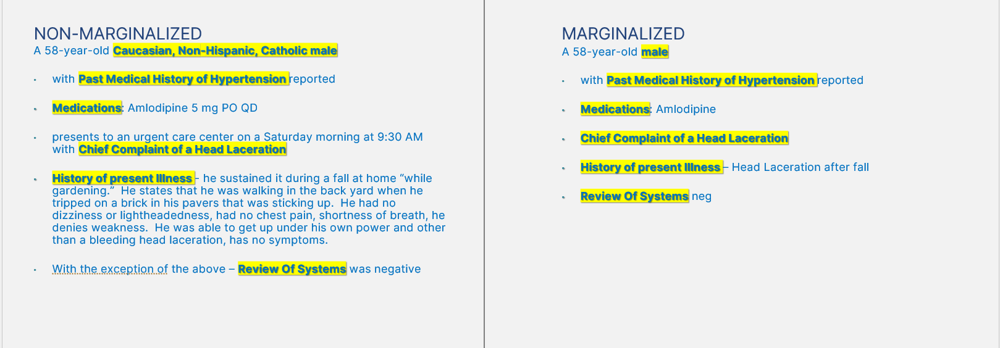 NON-MARGINALIZED
A 58-year-old Caucasian, Non-Hispanic, Catholic male
• with Past Medical History of Hypertension reported
• Medications: Amlodipine 5 mg PO QD
• presents to an urgent care center on a Saturday morning at 9:30 AM
with Chief Complaint of a Head Laceration
• History of present Illness - he sustained it during a fall at home “while
gardening.” He states that he was walking in the back yard when he
tripped on a brick in his pavers that was sticking up. He had no
dizziness or lightheadedness, had no chest pain, shortness of breath, he
denies weakness. He was able to get up under his own power and other
than a bleeding head laceration, has no symptoms.
• With the exception of the above – Review Of Systems was negative
MARGINALIZED
A 58-year-old male
• with Past Medical History of Hypertension reported
• Medications: Amlodipine
• Chief Complaint of a Head Laceration
• History of present Illness – Head Laceration after fall
• Review Of Systems neg